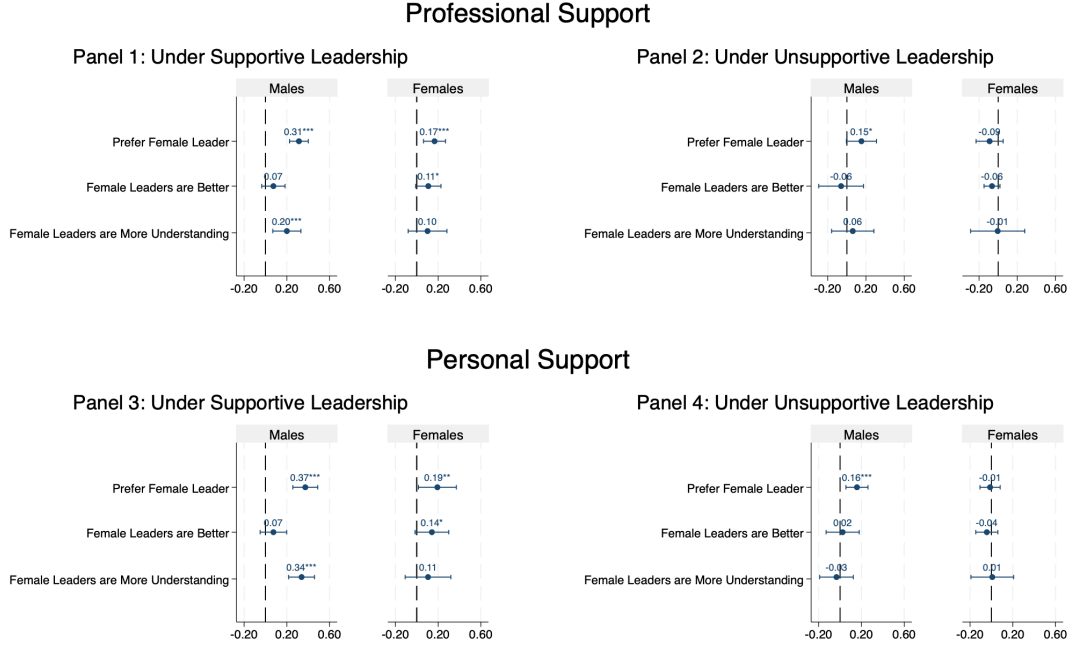 Professional Support
Panel 1: Under Supportive Leadership
Males
Females
Prefer Female Leader
0.31***
0.17***
Female Leaders are Better
0.07
0.11*
Female Leaders are More Understanding
0.20***
0.10
-0.20 0.20 0.60
-0.20 0.20 0.60
Panel 2: Under Unsupportive Leadership
Males
Females
Prefer Female Leader
0.15*
-0.09
Female Leaders are Better
-0.06
-0.06
Female Leaders are More Understanding
0.06
-0.01
-0.20 0.20 0.60
-0.20 0.20 0.60
Personal Support
Panel 3: Under Supportive Leadership
Males
Females
Prefer Female Leader
0.37***
0.19**
Female Leaders are Better
0.07
0.14*
Female Leaders are More Understanding
0.34***
0.11
-0.20 0.20 0.60
-0.20 0.20 0.60
Panel 4: Under Unsupportive Leadership
Males
Females
Prefer Female Leader
0.16***
-0.01
Female Leaders are Better
0.02
-0.04
Female Leaders are More Understanding
-0.03
0.01
-0.20 0.20 0.60
-0.20 0.20 0.60